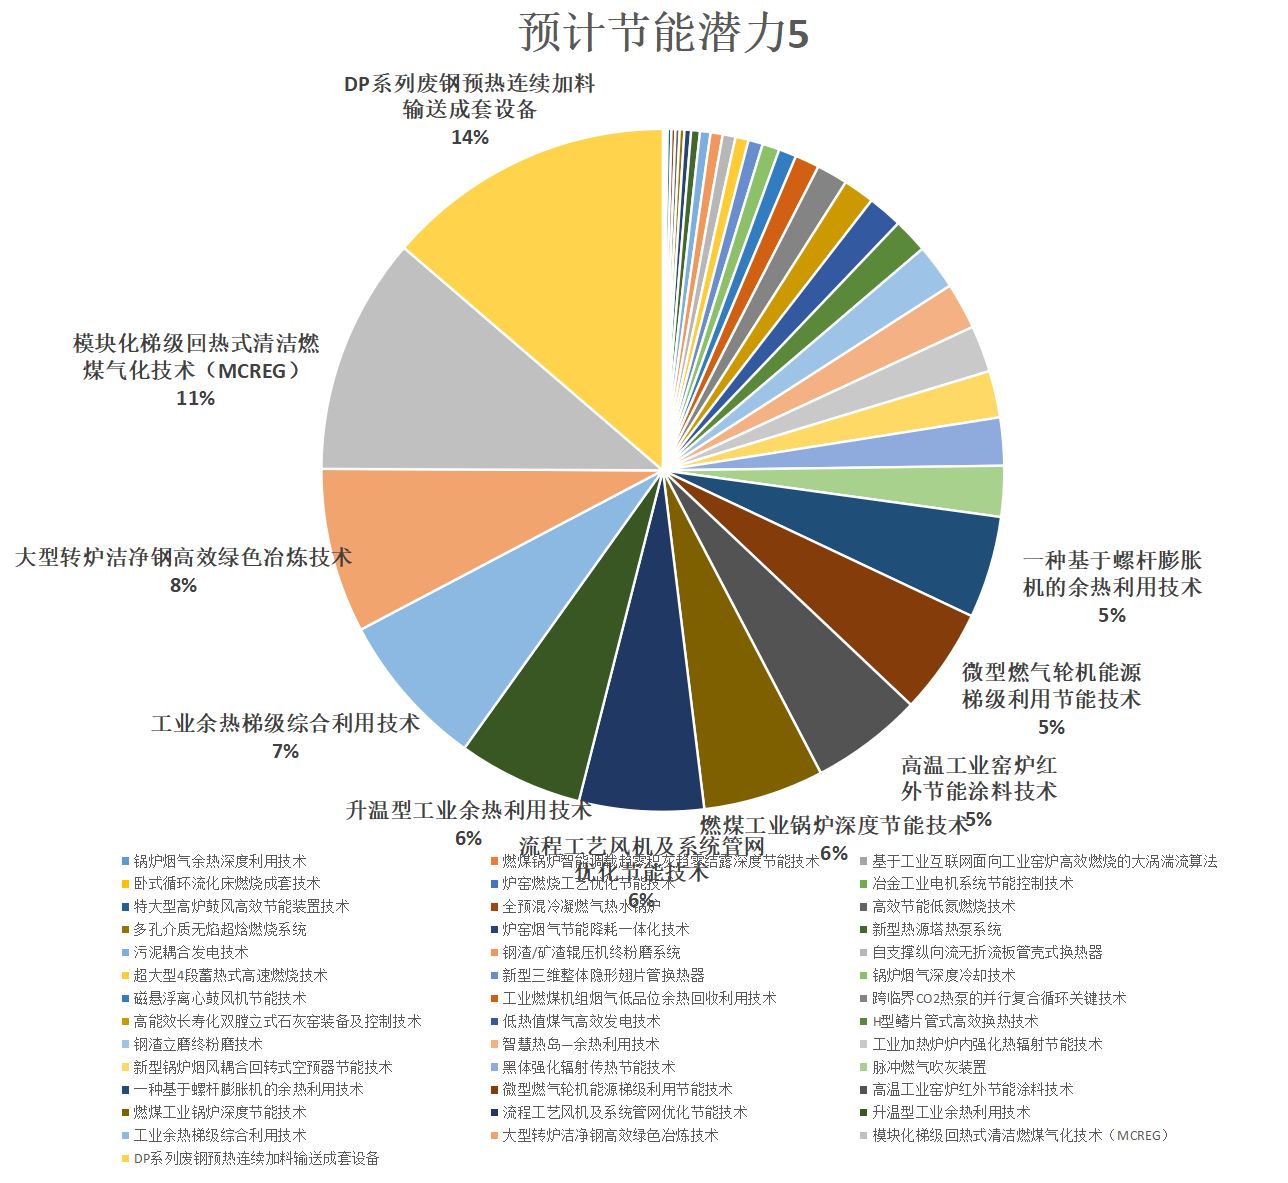 预计节能潜力5
DP系列废钢预热连续加料
输送成套设备
14%
模块化梯级回热式清洁燃
煤气化技术（MCREG）
11%
大型转炉洁净钢高效绿色冶炼技术
8%
工业余热梯级综合利用技术
7%
升温型工业余热利用技术
6%
流程工艺风机及系统管网
优化节能技术
6%
燃煤工业锅炉深度节能技术
6%
高温工业窑炉红
外节能涂料技术
5%
微型燃气轮机能源
梯级利用节能技术
5%
一种基于螺杆膨胀
机的余热利用技术
5%
锅炉烟气余热深度利用技术
燃煤锅炉智能调载超零积灰超零结露深度节能技术
基于工业互联网面向工业窑炉高效燃烧的大涡湍流算法
卧式循环流化床燃烧成套技术
炉窑燃烧工艺优化节能技术
冶金工业电机系统节能控制技术
特大型高炉鼓风高效节能装置技术
全预混冷凝燃气热水锅炉
高效节能低氮燃烧技术
多孔介质无焰超焓燃烧系统
炉窑烟气节能降耗一体化技术
新型热源塔热泵系统
污泥耦合发电技术
钢渣/矿渣辊压机终粉磨系统
自支撑纵向流无折流板管壳式换热器
超大型4段蓄热式高速燃烧技术
新型三维整体隐形翅片管换热器
锅炉烟气深度冷却技术
磁悬浮离心鼓风机节能技术
工业燃煤机组烟气低品位余热回收利用技术
跨临界CO2热泵的并行复合循环关键技术
高能效长寿化双膛立式石灰窑装备及控制技术
低热值煤气高效发电技术
H型鳍片管式高效换热技术
钢渣立磨终粉磨技术
智慧热岛—余热利用技术
工业加热炉炉内强化热辐射节能技术
新型锅炉烟风耦合回转式空预器节能技术
黑体强化辐射传热节能技术
脉冲燃气吹灰装置
一种基于螺杆膨胀机的余热利用技术
微型燃气轮机能源梯级利用节能技术
高温工业窑炉红外节能涂料技术
燃煤工业锅炉深度节能技术
流程工艺风机及系统管网优化节能技术
升温型工业余热利用技术
工业余热梯级综合利用技术
大型转炉洁净钢高效绿色冶炼技术
模块化梯级回热式清洁燃煤气化技术（MCREG）
DP系列废钢预热连续加料输送成套设备